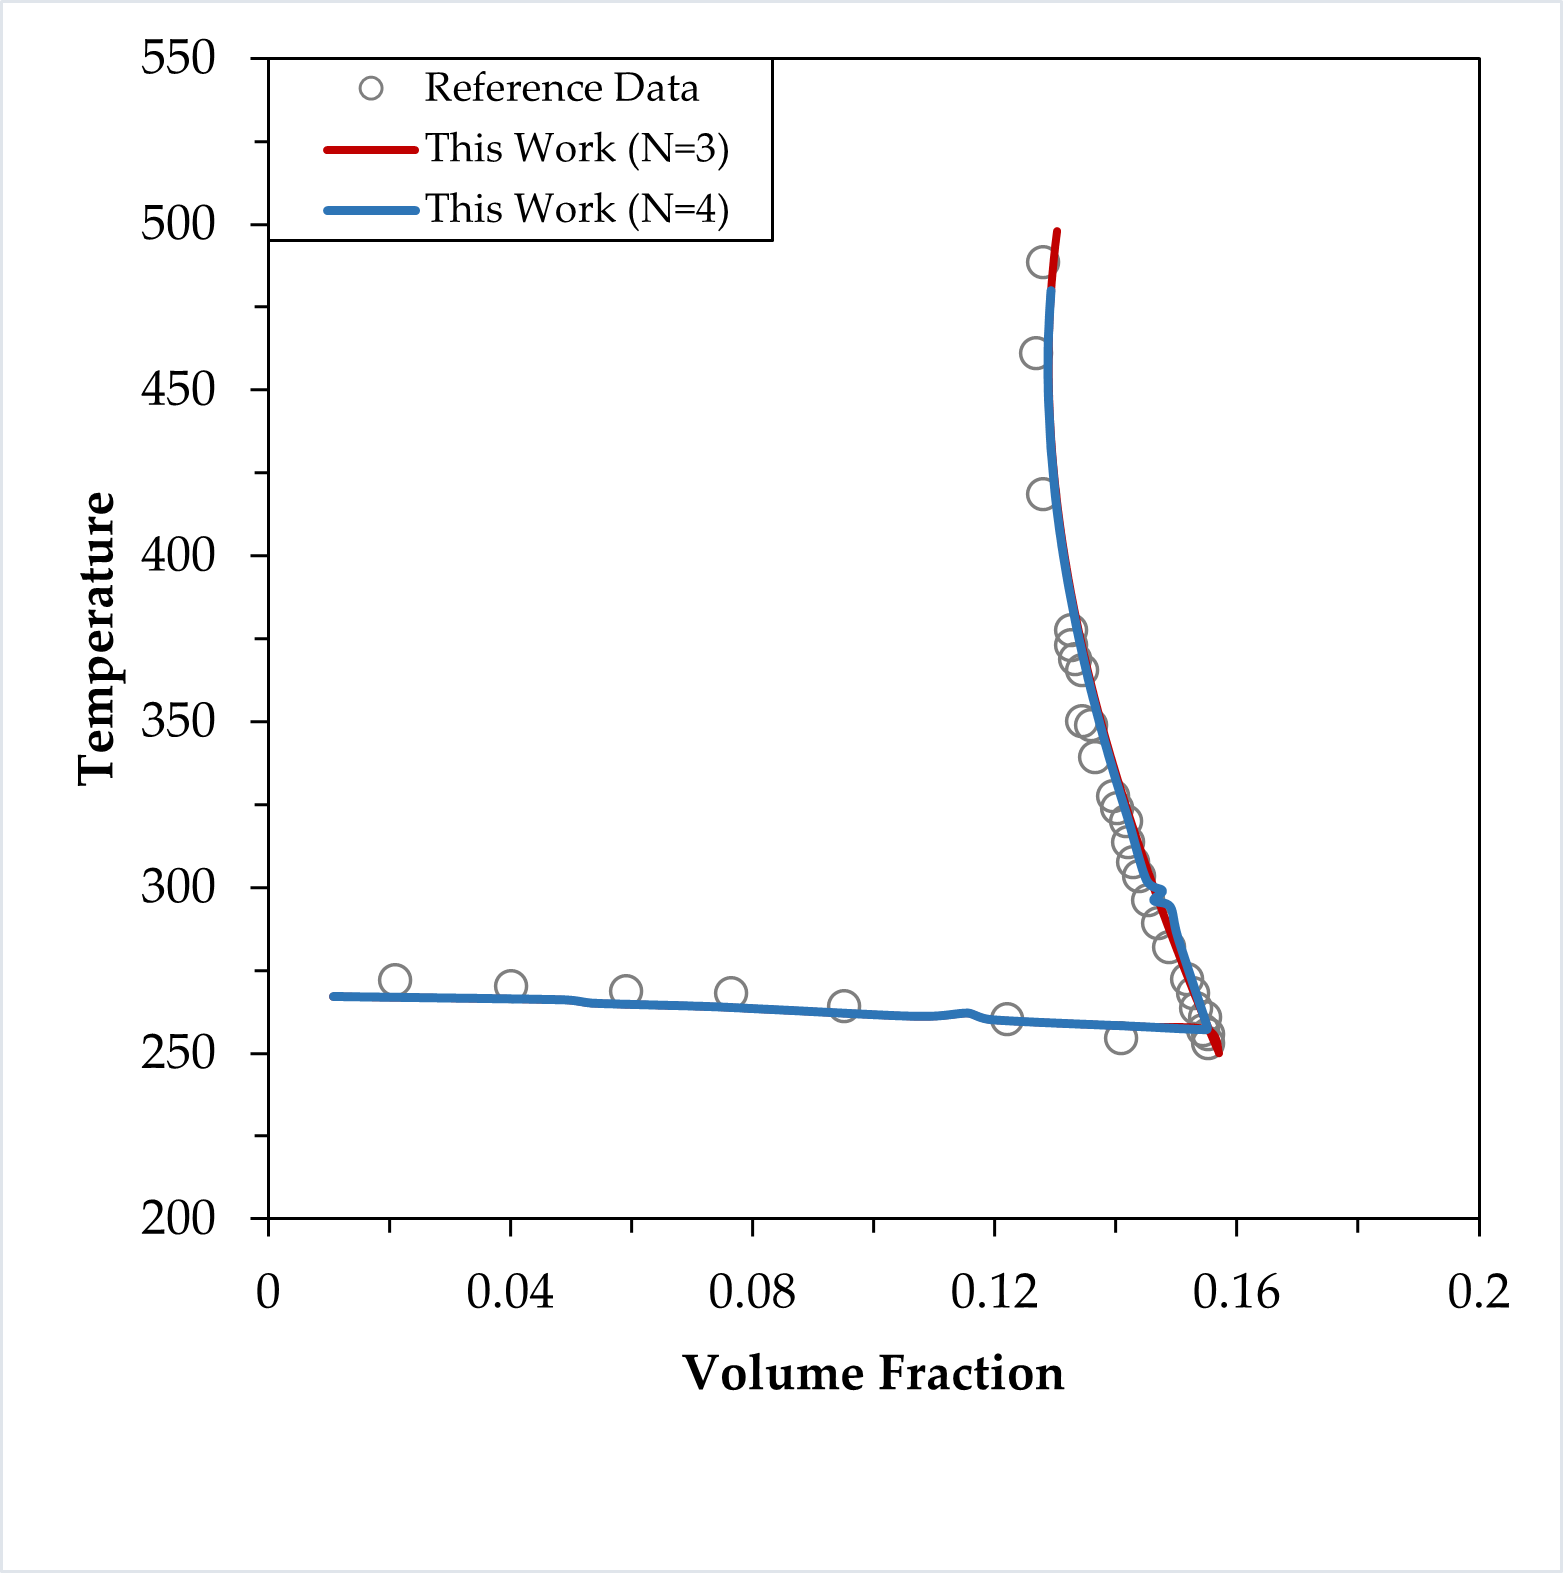 550
Reference Data
This Work (N=3)
This Work (N=4)
500
450
400
350
300
250
200
Temperature
0 0.04 0.08 0.12 0.16 0.2
Volume Fraction